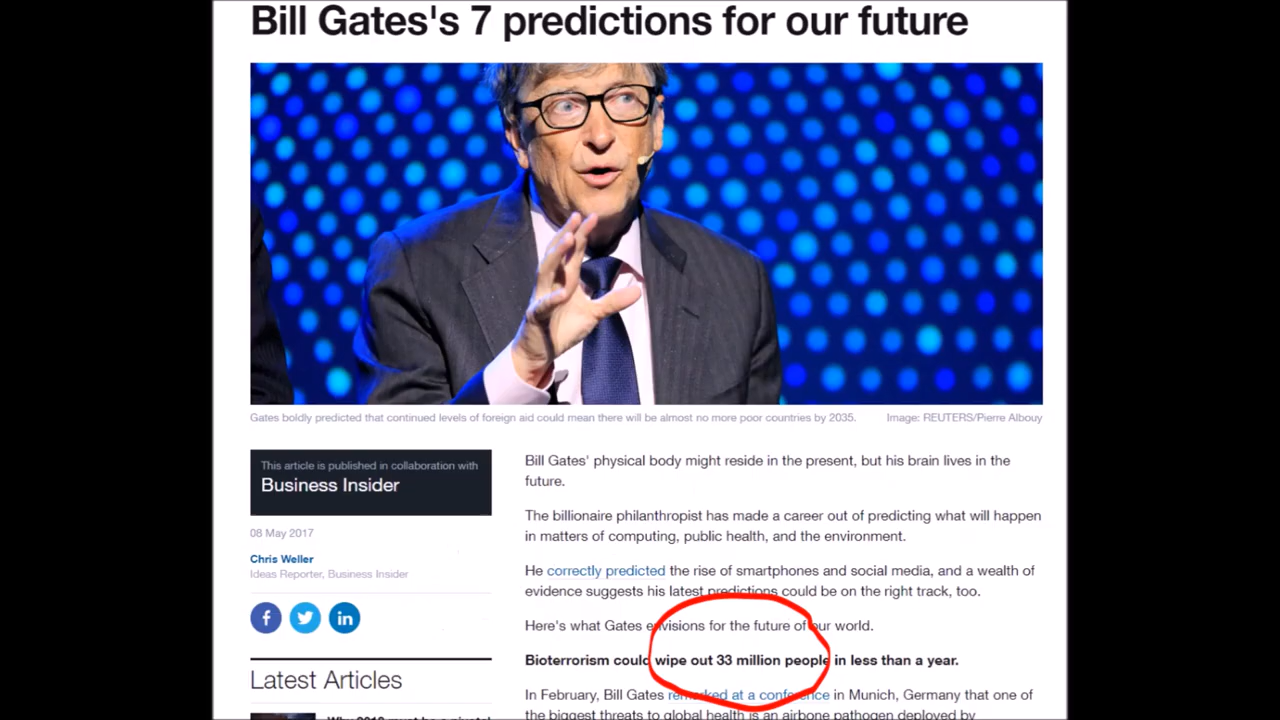 Bill Gates's 7 predictions for our future
Gates boldly predicted that continued levels of foreign aid could mean there will be almost no more poor countries by 2035. Image: REUTERS/Pierre Albouy
This article is published in collaboration with
Business Insider
08 May 2017
Chris Weller
Ideas Reporter, Business Insider
Latest Articles
Bill Gates' physical body might reside in the present, but his brain lives in the
future.
The billionaire philanthropist has made a career out of predicting what will happen
in matters of computing, public health, and the environment.
He correctly predicted the rise of smartphones and social media, and a wealth of
evidence suggests his latest predictions could be on the right track, too.
Here's what Gates envisions for the future of our world.
Bioterrorism could wipe out 33 million people in less than a year.
In February, Bill Gates remarked at a conference in Munich, Germany that one of
the biggest threats to global health is an airbone pathogen deployed by